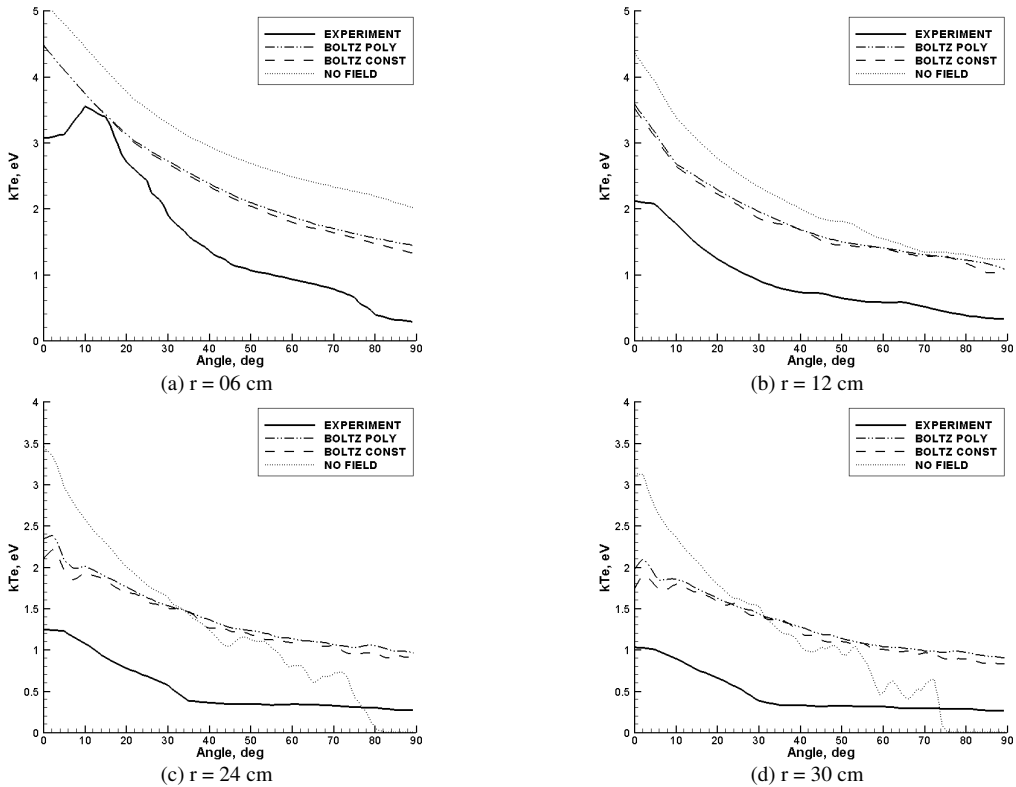 5
4
3
2
1
0
kTe, eV
0 10 20 30 40 50 60 70 80 90
Angle, deg
EXPERIMENT
BOLTZ POLY
BOLTZ CONST
NO FIELD
(a) r = 06 cm
5
4
3
2
1
0
kTe, eV
0 10 20 30 40 50 60 70 80 90
Angle, deg
EXPERIMENT
BOLTZ POLY
BOLTZ CONST
NO FIELD
(b) r = 12 cm
4
3.5
3
2.5
2
1.5
1
0.5
0
kTe, eV
0 10 20 30 40 50 60 70 80 90
Angle, deg
EXPERIMENT
BOLTZ POLY
BOLTZ CONST
NO FIELD
(c) r = 24 cm
4
3.5
3
2.5
2
1.5
1
0.5
0
kTe, eV
0 10 20 30 40 50 60 70 80 90
Angle, deg
EXPERIMENT
BOLTZ POLY
BOLTZ CONST
NO FIELD
(d) r = 30 cm